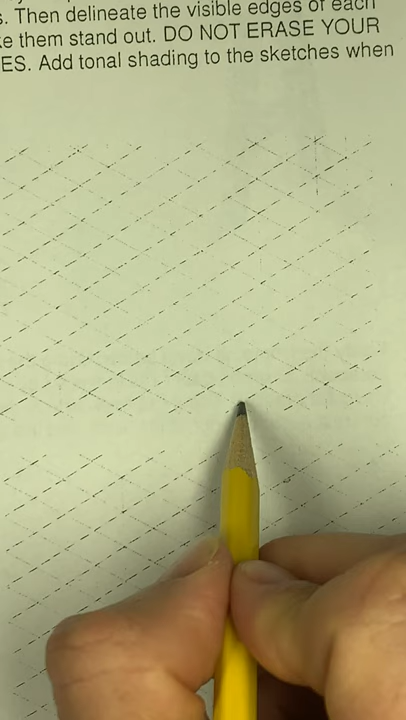 s. Then delineate the visible edges of each
ke them stand out. DO NOT ERASE YOUR
ES. Add tonal shading to the sketches when